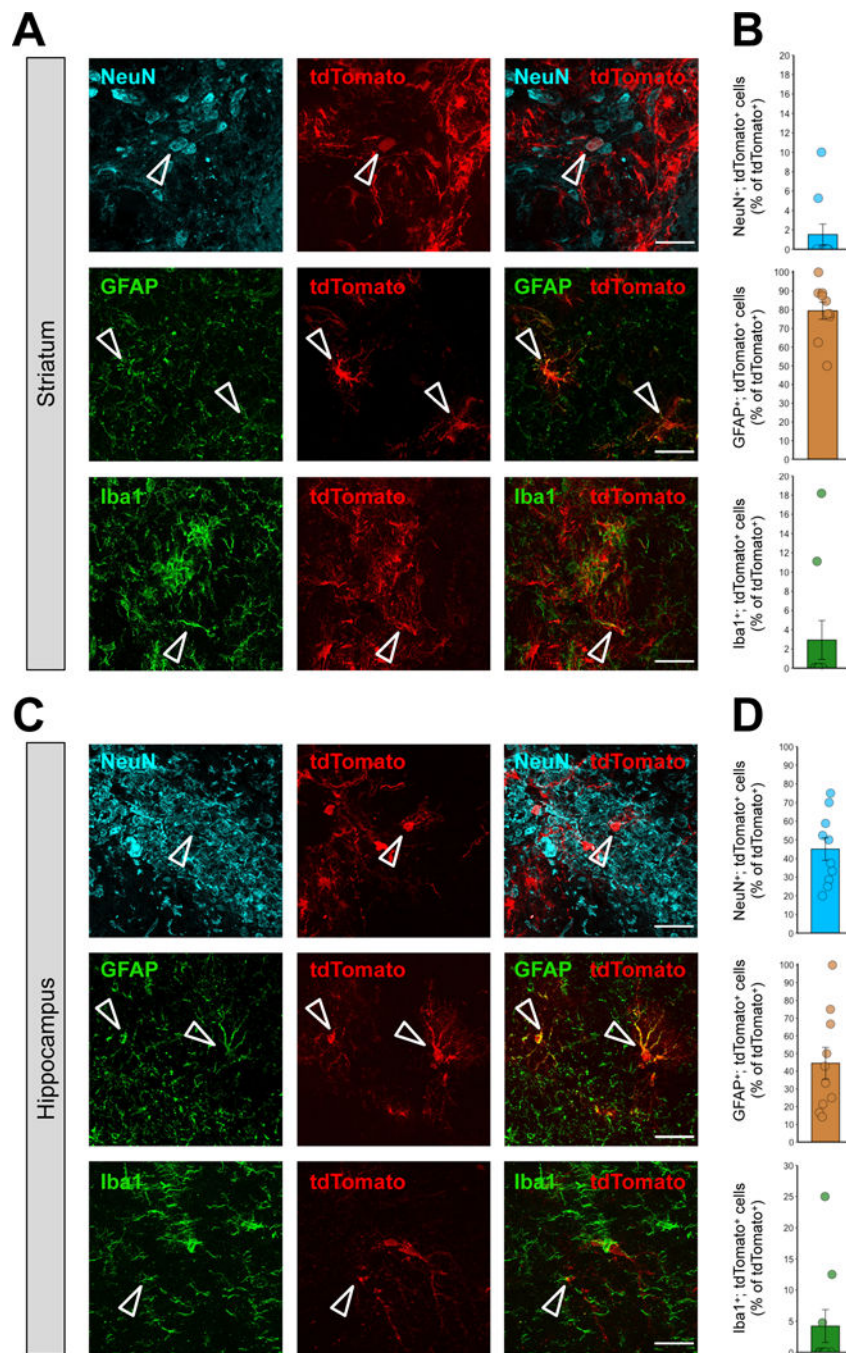 A
B
Striatum
NeuN
tdTomato
NeuN tdTomato
20
18
16
14
12
10
8
6
4
2
0
NeuN⁺; tdTomato⁺ cells
(% of tdTomato⁺)
GFAP
tdTomato
GFAP tdTomato
100
90
80
70
60
50
40
30
20
10
0
GFAP⁺; tdTomato⁺ cells
(% of tdTomato⁺)
Iba1
tdTomato
Iba1 tdTomato
20
18
16
14
12
10
8
6
4
2
0
Iba1⁺; tdTomato⁺ cells
(% of tdTomato⁺)
C
D
Hippocampus
NeuN
tdTomato
NeuN tdTomato
100
90
80
70
60
50
40
30
20
10
0
NeuN⁺; tdTomato⁺ cells
(% of tdTomato⁺)
GFAP
tdTomato
GFAP tdTomato
100
90
80
70
60
50
40
30
20
10
0
GFAP⁺; tdTomato⁺ cells
(% of tdTomato⁺)
Iba1
tdTomato
Iba1 tdTomato
30
25
20
15
10
5
0
Iba1⁺; tdTomato⁺ cells
(% of tdTomato⁺)